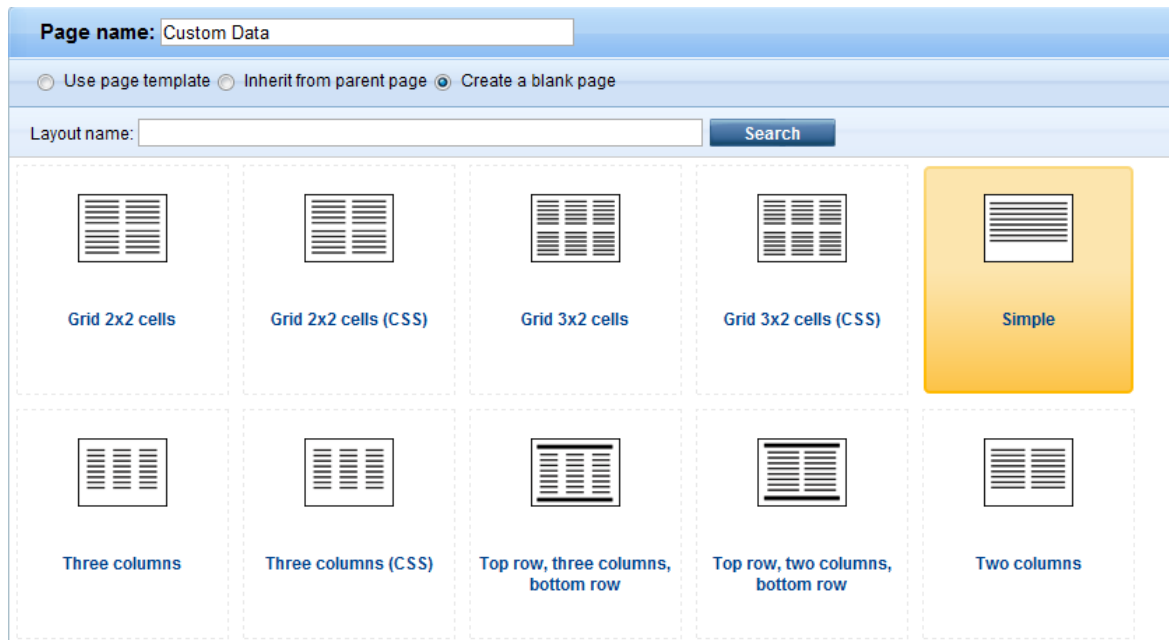 Page name: Custom Data
Use page template Inherit from parent page Create a blank page
Layout name: Search
Grid 2x2 cells
Grid 2x2 cells (CSS)
Grid 3x2 cells
Grid 3x2 cells (CSS)
Simple
Three columns
Three columns (CSS)
Top row, three columns,
bottom row
Top row, two columns,
bottom row
Two columns